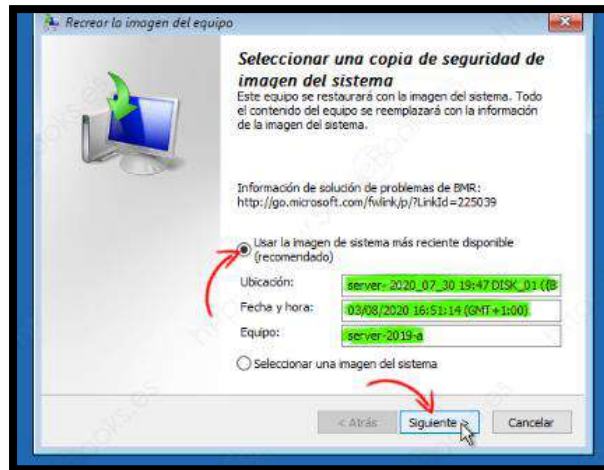 Recrear la imagen del equipo
Seleccionar una copia de seguridad de
imagen del sistema
Este equipo se restaurará con la imagen del sistema. Todo
el contenido del equipo se reemplazará con la información
de la imagen del sistema.
Información de solución de problemas de BMR:
http://go.microsoft.com/fwlink/p/?LinkId=225039
Usar la imagen de sistema más reciente disponible
(recomendado)
Ubicación: server- 2020_07_30 19:47 DISK_01 ({B
Fecha y hora: 03/08/2020 16:51:14 (GMT+1:00)
Equipo: server-2019-a
Seleccionar una imagen del sistema
< Atrás Siguiente > Cancelar